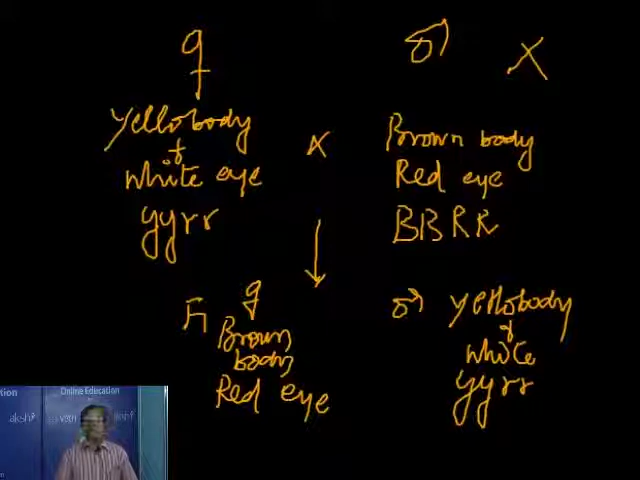 ♀
♂ X
Yellobody
&
white eye
yyrr
X
Brown body
Red eye
BBRR
F1 ♀
Brown
body
Red eye
♂ yellobody
&
white
yyrr
Online Education